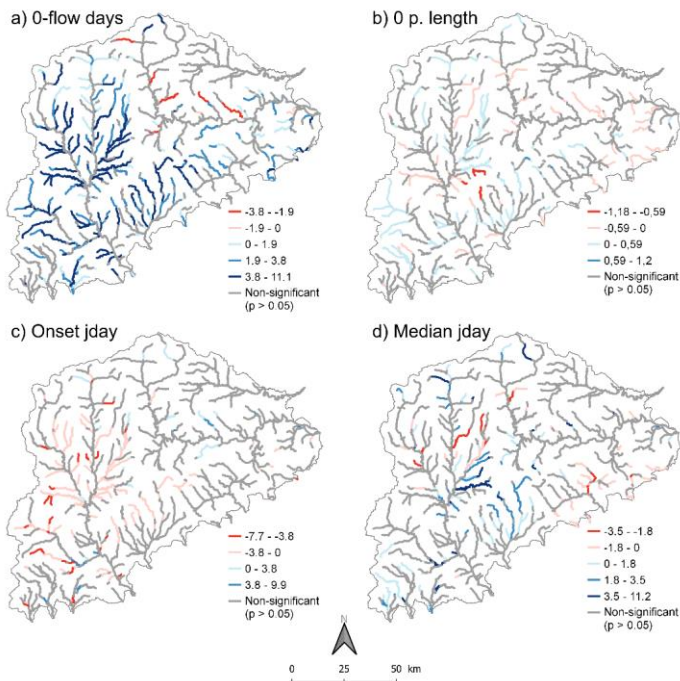 a) 0-flow days
-3.8 - -1.9
-1.9 - 0
0 - 1.9
1.9 - 3.8
3.8 - 11.1
Non-significant
(p > 0.05)
b) 0 p. length
-1,18 - -0,59
-0,59 - 0
0 - 0,59
0,59 - 1,2
Non-significant
(p > 0.05)
c) Onset jday
-7.7 - -3.8
-3.8 - 0
0 - 3.8
3.8 - 9.9
Non-significant
(p > 0.05)
d) Median jday
-3.5 - -1.8
-1.8 - 0
0 - 1.8
1.8 - 3.5
3.5 - 11.2
Non-significant
(p > 0.05)
N
0 25 50 km